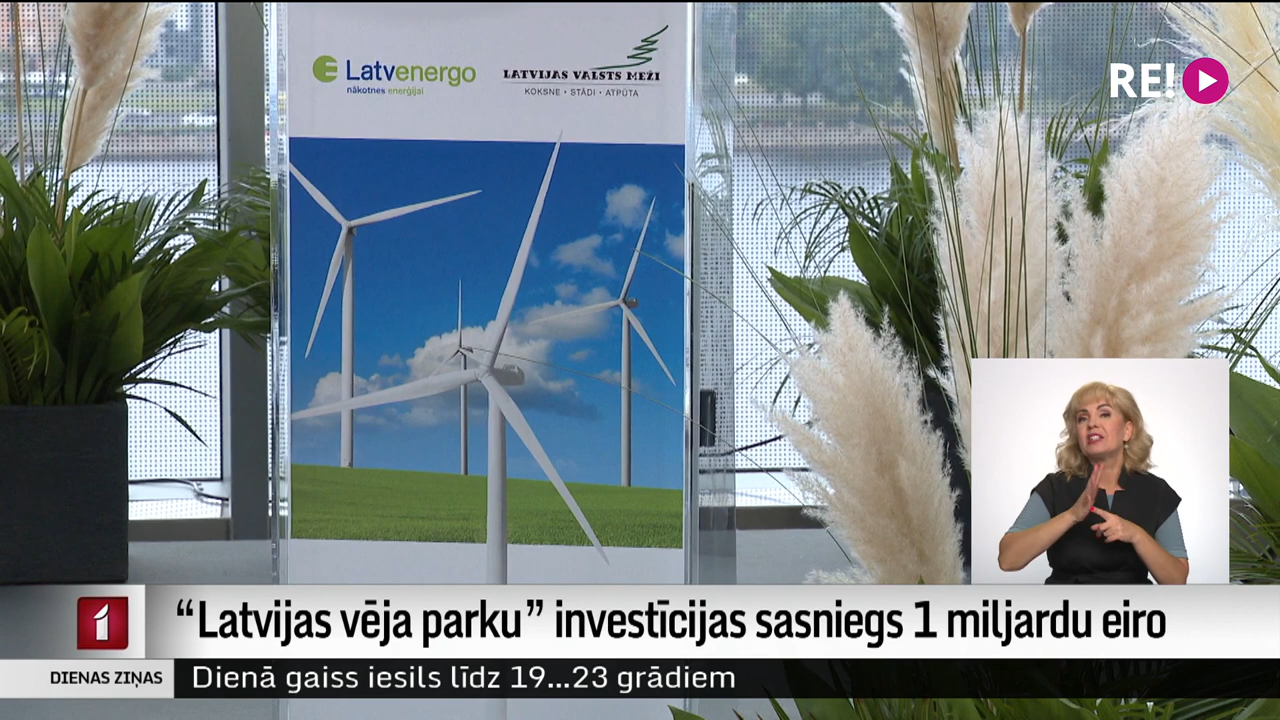 Latvenergo
nākotnes enerģijai
LATVIJAS VALSTS MEŽI
KOKSNE • STĀDI • ATPŪTA
RE!
1
“Latvijas vēja parku” investīcijas sasniegs 1 miljardu eiro
DIENAS ZIŅAS
Dienā gaiss iesils līdz 19...23 grādiem